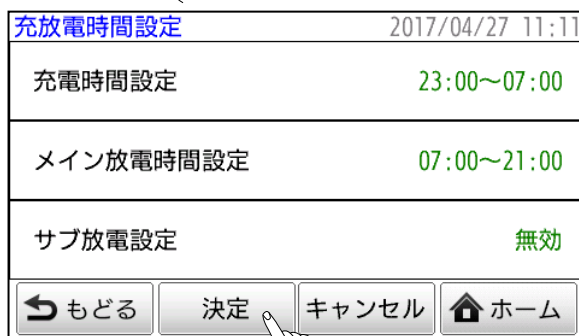 充放電時間設定 2017/04/27 11:11
充電時間設定 23:00～07:00
メイン放電時間設定 07:00～21:00
サブ放電設定 無効
もどる 決定 キャンセル ホーム